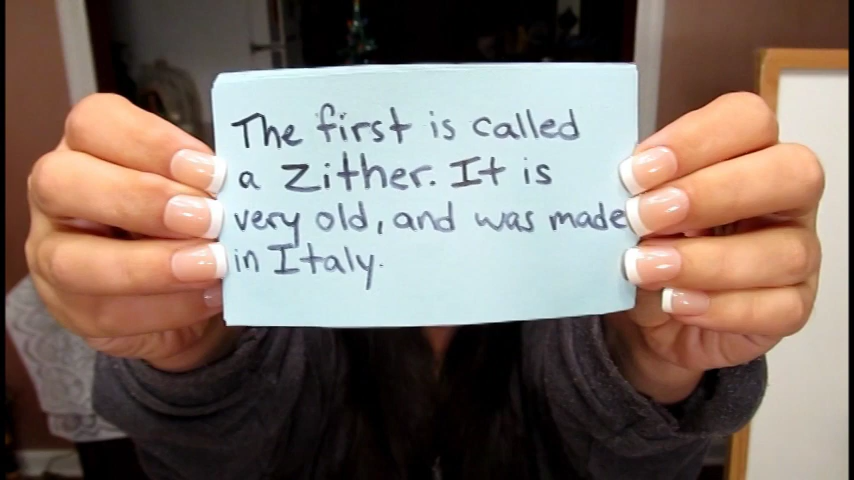 The first is called
a Zither. It is
very old, and was made
in Italy.